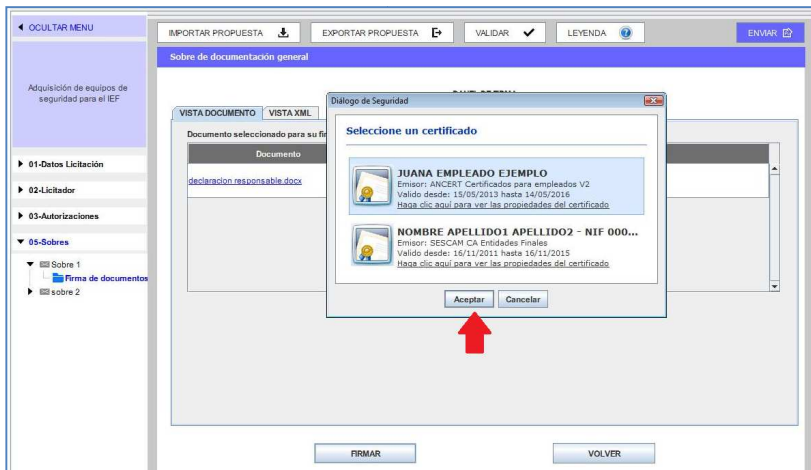 OCULTAR MENU
IMPORTAR PROPUESTA
EXPORTAR PROPUESTA
VALIDAR
LEYENDA
ENVIAR
Sobre de documentación general
Adquisición de equipos de
seguridad para el IEF
VISTA DOCUMENTO
VISTA XML
Documento seleccionado para su fir
Documento
declaracion responsable.docx
01-Datos Licitación
02-Licitador
03-Autorizaciones
05-Sobres
Sobre 1
Firma de documentos
sobre 2
Diálogo de Seguridad
Seleccione un certificado
JUANA EMPLEADO EJEMPLO
Emisor: ANCERT Certificados para empleados V2
Valido desde: 15/05/2013 hasta 14/05/2016
Haga clic aquí para ver las propiedades del certificado
NOMBRE APELLIDO1 APELLIDO2 - NIF 000...
Emisor: SESCAM CA Entidades Finales
Valido desde: 16/11/2011 hasta 16/11/2015
Haga clic aquí para ver las propiedades del certificado
Aceptar
Cancelar
FIRMAR
VOLVER